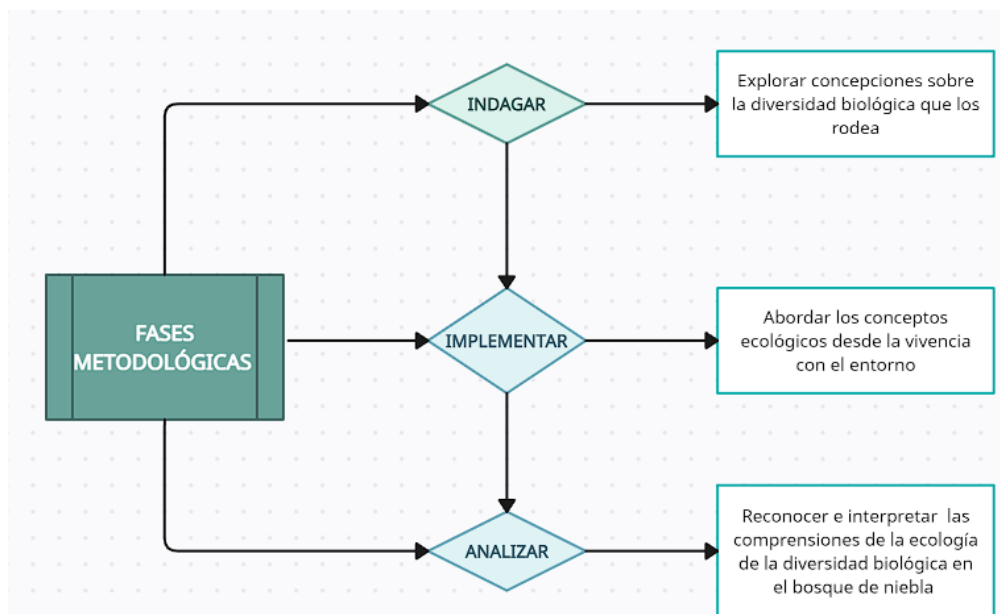 INDAGAR
Explorar concepciones sobre
la diversidad biológica que los
rodea
FASES
METODOLÓGICAS
IMPLEMENTAR
Abordar los conceptos
ecológicos desde la vivencia
con el entorno
ANALIZAR
Reconocer e interpretar las
comprensiones de la ecología
de la diversidad biológica en
el bosque de niebla